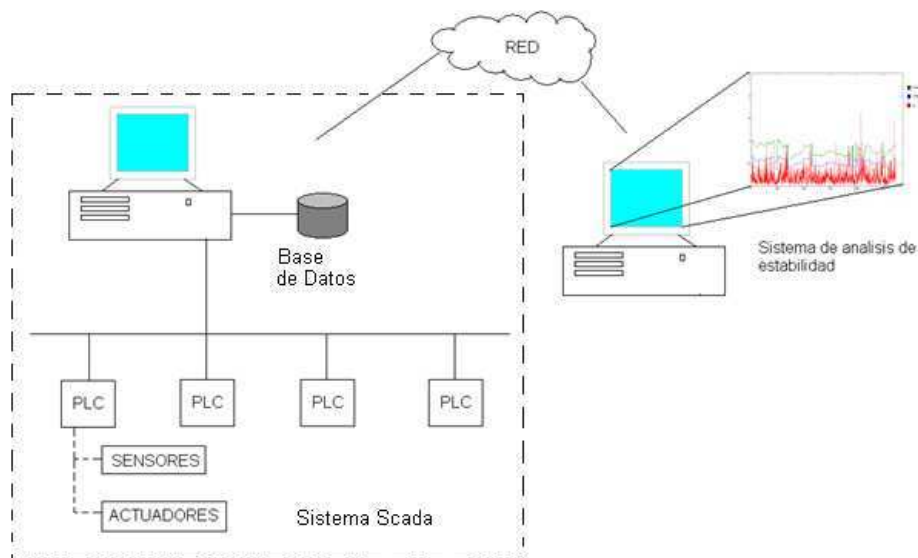 RED
Base
de Datos
Sistema de analisis de
estabilidad
PLC
PLC
PLC
PLC
SENSORES
ACTUADORES
Sistema Scada